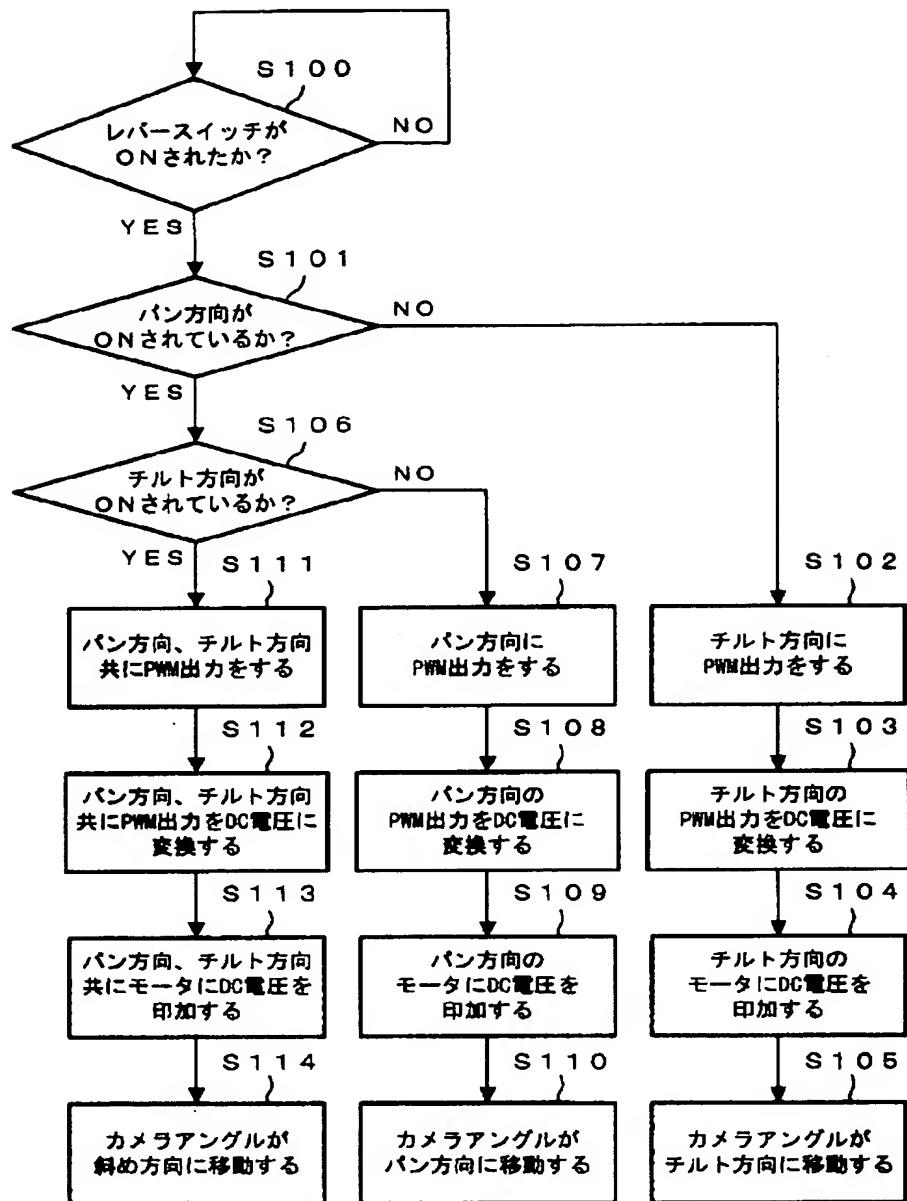 S100
レバースイッチが
ONされたか?
NO
YES
S101
パン方向が
ONされているか?
NO
YES
S106
チルト方向が
ONされているか?
NO
YES
S111
パン方向、チルト方向
共にPWM出力をする
S107
パン方向に
PWM出力をする
S102
チルト方向に
PWM出力をする
S112
パン方向、チルト方向
共にPWM出力をDC電圧に
変換する
S108
パン方向の
PWM出力をDC電圧に
変換する
S103
チルト方向の
PWM出力をDC電圧に
変換する
S113
パン方向、チルト方向
共にモータにDC電圧を
印加する
S109
パン方向の
モータにDC電圧を
印加する
S104
チルト方向の
モータにDC電圧を
印加する
S114
カメラアングルが
斜め方向に移動する
S110
カメラアングルが
パン方向に移動する
S105
カメラアングルが
チルト方向に移動する